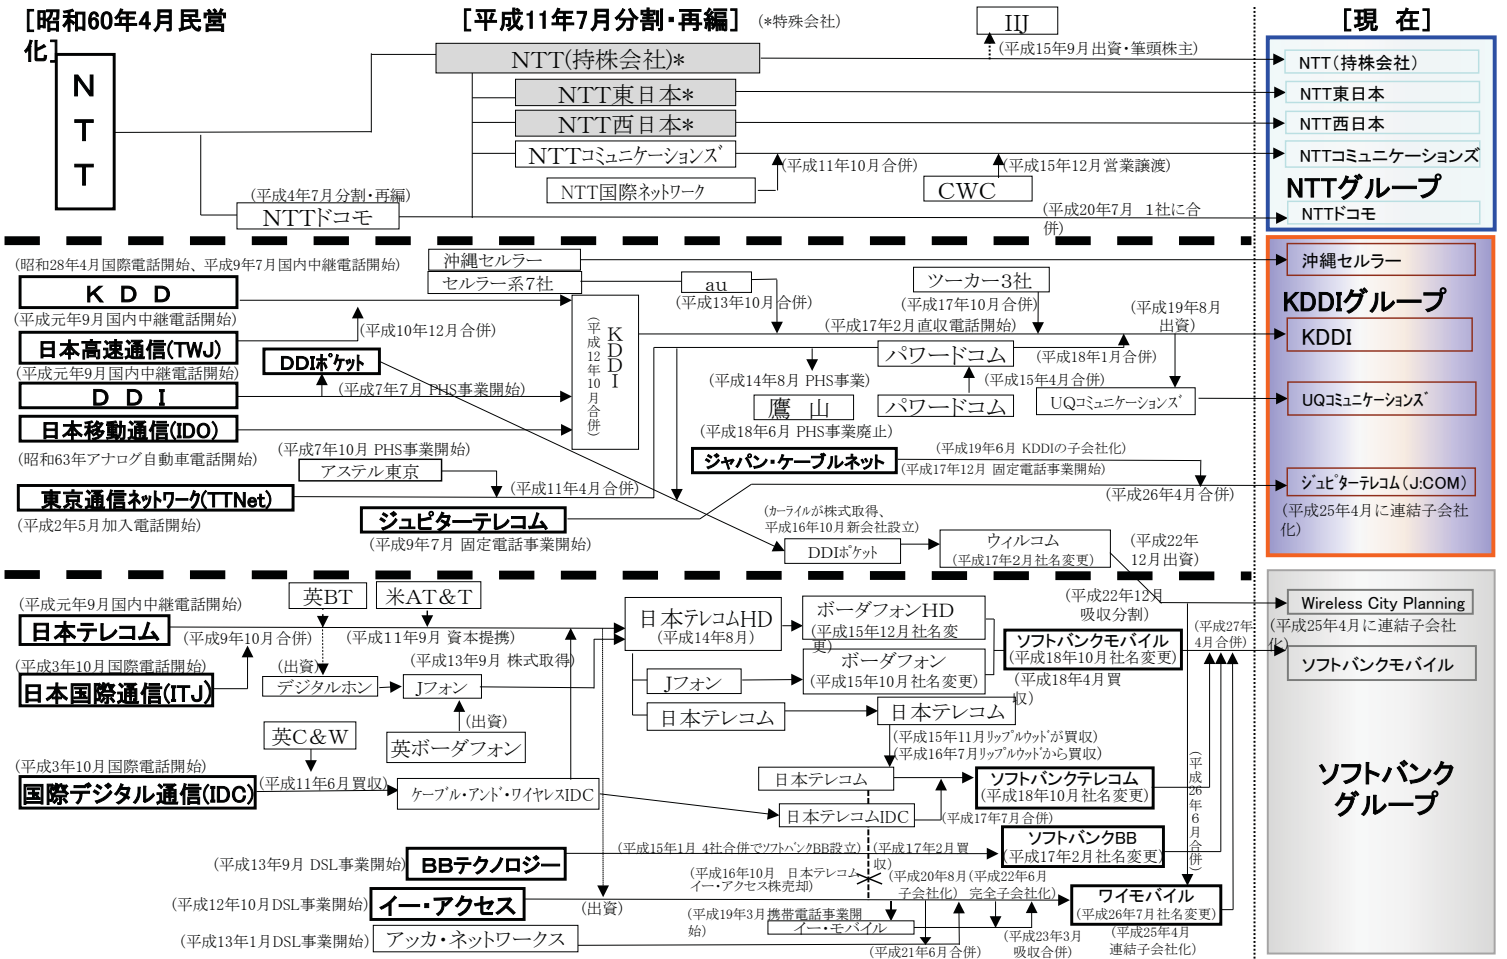 [昭和60年4月民営
化]
[平成11年7月分割・再編]
(*特殊会社)
[現 在]
IIJ
(平成15年9月出資・筆頭株主)
N
T
T
NTT(持株会社)*
NTT東日本*
NTT西日本*
NTTコミュニケーションズ
(平成11年10月合併)
(平成15年12月営業譲渡)
NTT国際ネットワーク
CWC
(平成4年7月分割・再編)
NTTドコモ
(平成20年7月 1社に合
併)
NTT(持株会社)
NTT東日本
NTT西日本
NTTコミュニケーションズ
NTTグループ
NTTドコモ
(昭和28年4月国際電話開始、平成9年7月国内中継電話開始)
沖縄セルラー
セルラー系7社
KDD
(平成元年9月国内中継電話開始)
(平成10年12月合併)
日本高速通信(TWJ)
(平成元年9月国内中継電話開始)
DDIポケット
DDI
(平成7年7月 PHS事業開始)
日本移動通信(IDO)
(昭和63年アナログ自動車電話開始)
(平成7年10月 PHS事業開始)
アステル東京
東京通信ネットワーク(TTNet)
(平成11年4月合併)
(平成2年5月加入電話開始)
ジュピターテレコム
(平成9年7月 固定電話事業開始)
KDDI
(平成12年10月合併)
au
(平成13年10月合併)
ツーカー3社
(平成17年10月合併)
(平成17年2月直収電話開始)
(平成19年8月
出資)
パワードコム
(平成18年1月合併)
(平成14年8月 PHS事業)
(平成15年4月合併)
鷹山
パワードコム
UQコミュニケーションズ
(平成18年6月 PHS事業廃止)
ジャパン・ケーブルネット
(平成19年6月 KDDIの子会社化)
(平成17年12月 固定電話事業開始)
(平成26年4月合併)
(カーライルが株式取得、
平成16年10月新会社設立)
DDIポケット
ウィルコム
(平成17年2月社名変更)
(平成22年
12月出資)
沖縄セルラー
KDDIグループ
KDDI
UQコミュニケーションズ
ジュピターテレコム(J:COM)
(平成25年4月に連結子会社
化)
(平成元年9月国内中継電話開始)
英BT
米AT&T
日本テレコム
(平成9年10月合併)
(平成11年9月 資本提携)
(平成13年9月 株式取得)
(平成3年10月国際電話開始)
(出資)
日本国際通信(ITJ)
デジタルホン
Jフォン
(出資)
英C&W
英ボーダフォン
(平成3年10月国際電話開始)
(平成11年6月買収)
国際デジタル通信(IDC)
ケーブル・アンド・ワイヤレスIDC
日本テレコムHD
(平成14年8月)
ボーダフォンHD
(平成15年12月社名変
更)
ボーダフォン
(平成15年10月社名変更)
Jフォン
日本テレコム
日本テレコム
ソフトバンクモバイル
(平成18年10月社名変更)
(平成18年4月買
収)
(平成22年12月
吸収分割)
(平成27年
4月合併)
(平成15年11月リップルウッドが買収)
(平成16年7月リップルウッドから買収)
日本テレコム
ソフトバンクテレコム
(平成18年10月社名変更)
日本テレコムIDC
(平成17年7月合併)
(平成26年6月合併)
ソフトバンクBB
(平成17年2月社名変更)
(平成15年1月 4社合併でソフトバンクBB設立)
(平成17年2月買
収)
(平成13年9月 DSL事業開始)
BBテクノロジー
(平成16年10月 日本テレコム
イー・アクセス株売却)
(平成20年8月
子会社化)
(平成22年6月
完全子会社化)
(平成12年10月DSL事業開始)
イー・アクセス
(出資)
(平成19年3月携帯電話事業開
始)
イー・モバイル
ワイモバイル
(平成26年7月社名変更)
(平成25年4月
連結子会社化)
(平成13年1月DSL事業開始)
アッカ・ネットワークス
(平成21年6月合併)
(平成23年3月
吸収合併)
Wireless City Planning
(平成25年4月に連結子会社
化)
ソフトバンクモバイル
ソフトバンク
グループ